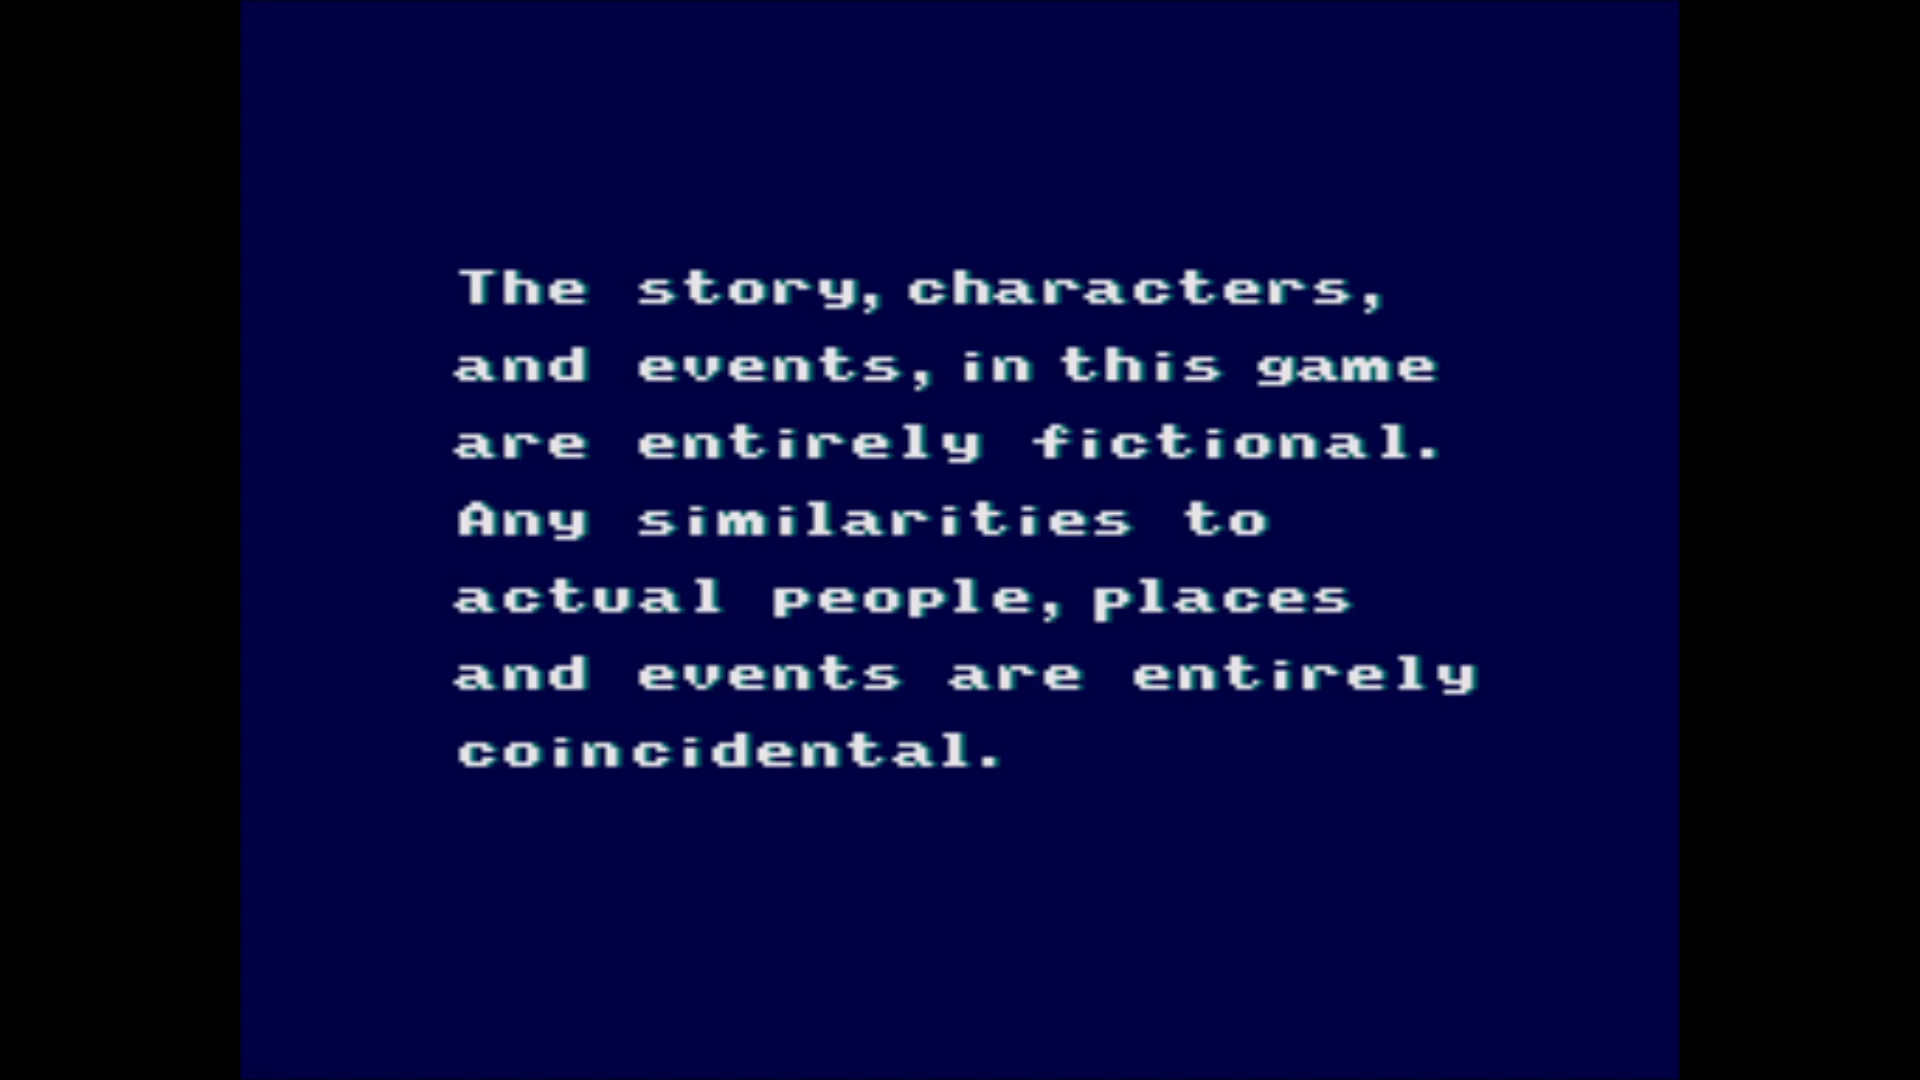 The story, characters,
and events, in this game
are entirely fictional.
Any similarities to
actual people, places
and events are entirely
coincidental.